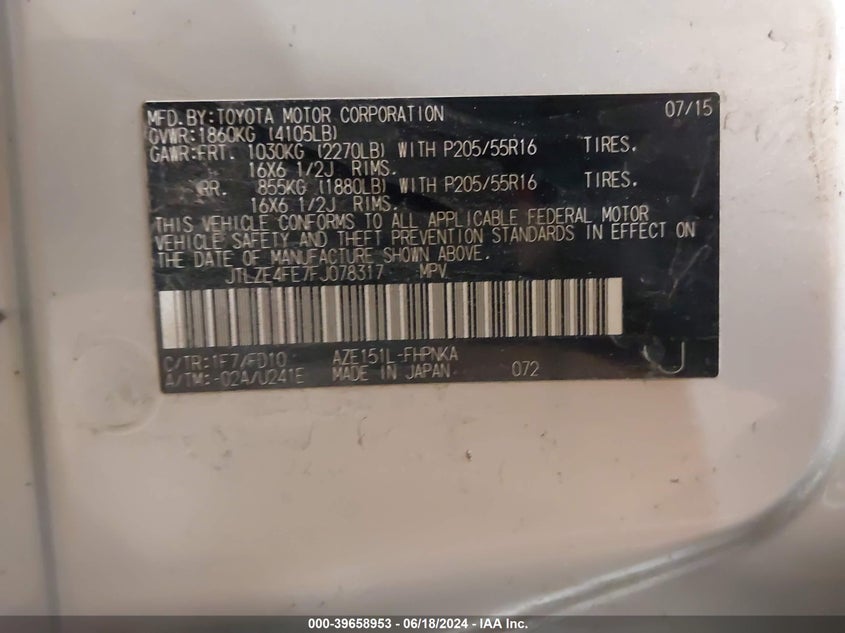 MFD.BY:TOYOTA MOTOR CORPORATION 07/15
GVWR:1860KG (4105LB)
GAWR:FRT. 1030KG (2270LB) WITH P205/55R16 TIRES.
16X6 1/2J RIMS.
RR. 855KG (1880LB) WITH P205/55R16 TIRES.
16X6 1/2J RIMS.
THIS VEHICLE CONFORMS TO ALL APPLICABLE FEDERAL MOTOR
VEHICLE SAFETY AND THEFT PREVENTION STANDARDS IN EFFECT ON
THE DATE OF MANUFACTURE SHOWN ABOVE.
JTLZE4FE7FJ078317 MPV
C/TR:1F7/FD10 AZE151L-FHPNKA
A/TM:-02A/U241E MADE IN JAPAN 072 J
000-39658953 - 06/18/2024 - IAA Inc.